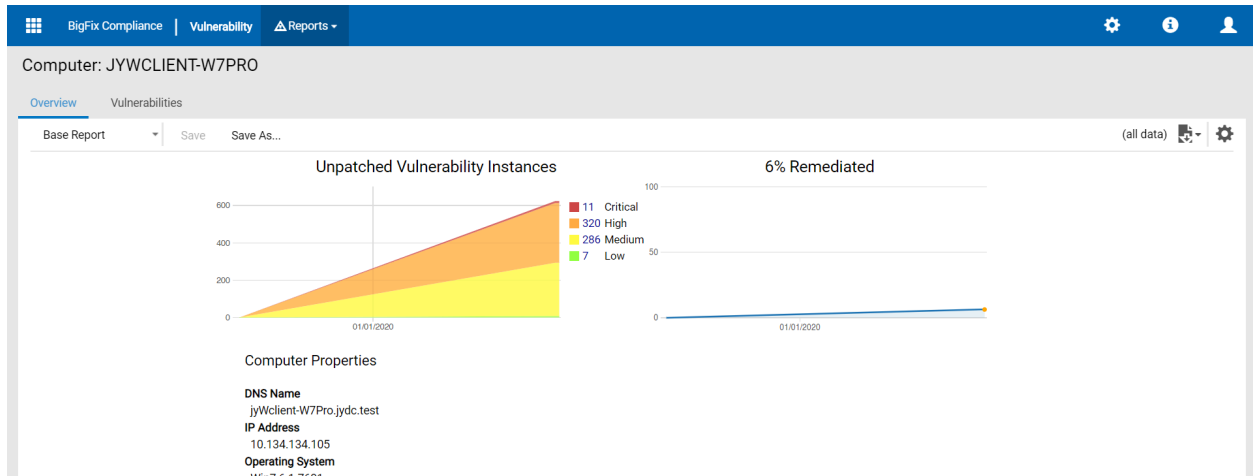 BigFix Compliance | Vulnerability Reports
Computer: JYWCLIENT-W7PRO
Overview Vulnerabilities
Base Report Save Save As... (all data)
Unpatched Vulnerability Instances
600
400
200
0
01/01/2020
11 Critical
320 High
286 Medium
7 Low
6% Remediated
100
50
0
01/01/2020
Computer Properties
DNS Name
jyWclient-W7Pro.jydc.test
IP Address
10.134.134.105
Operating System